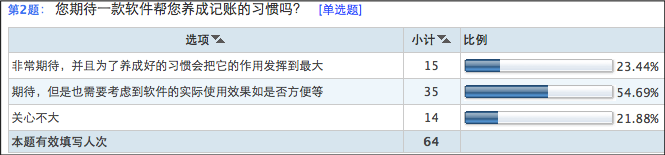 第2题： 您期待一款软件帮您养成记账的习惯吗? [单选题]
选项 小计 比例
非常期待，并且为了养成好的习惯会把它的作用发挥到最大 15 23.44%
期待，但是也需要考虑到软件的实际使用效果如是否方便等 35 54.69%
关心不大 14 21.88%
本题有效填写人次 64